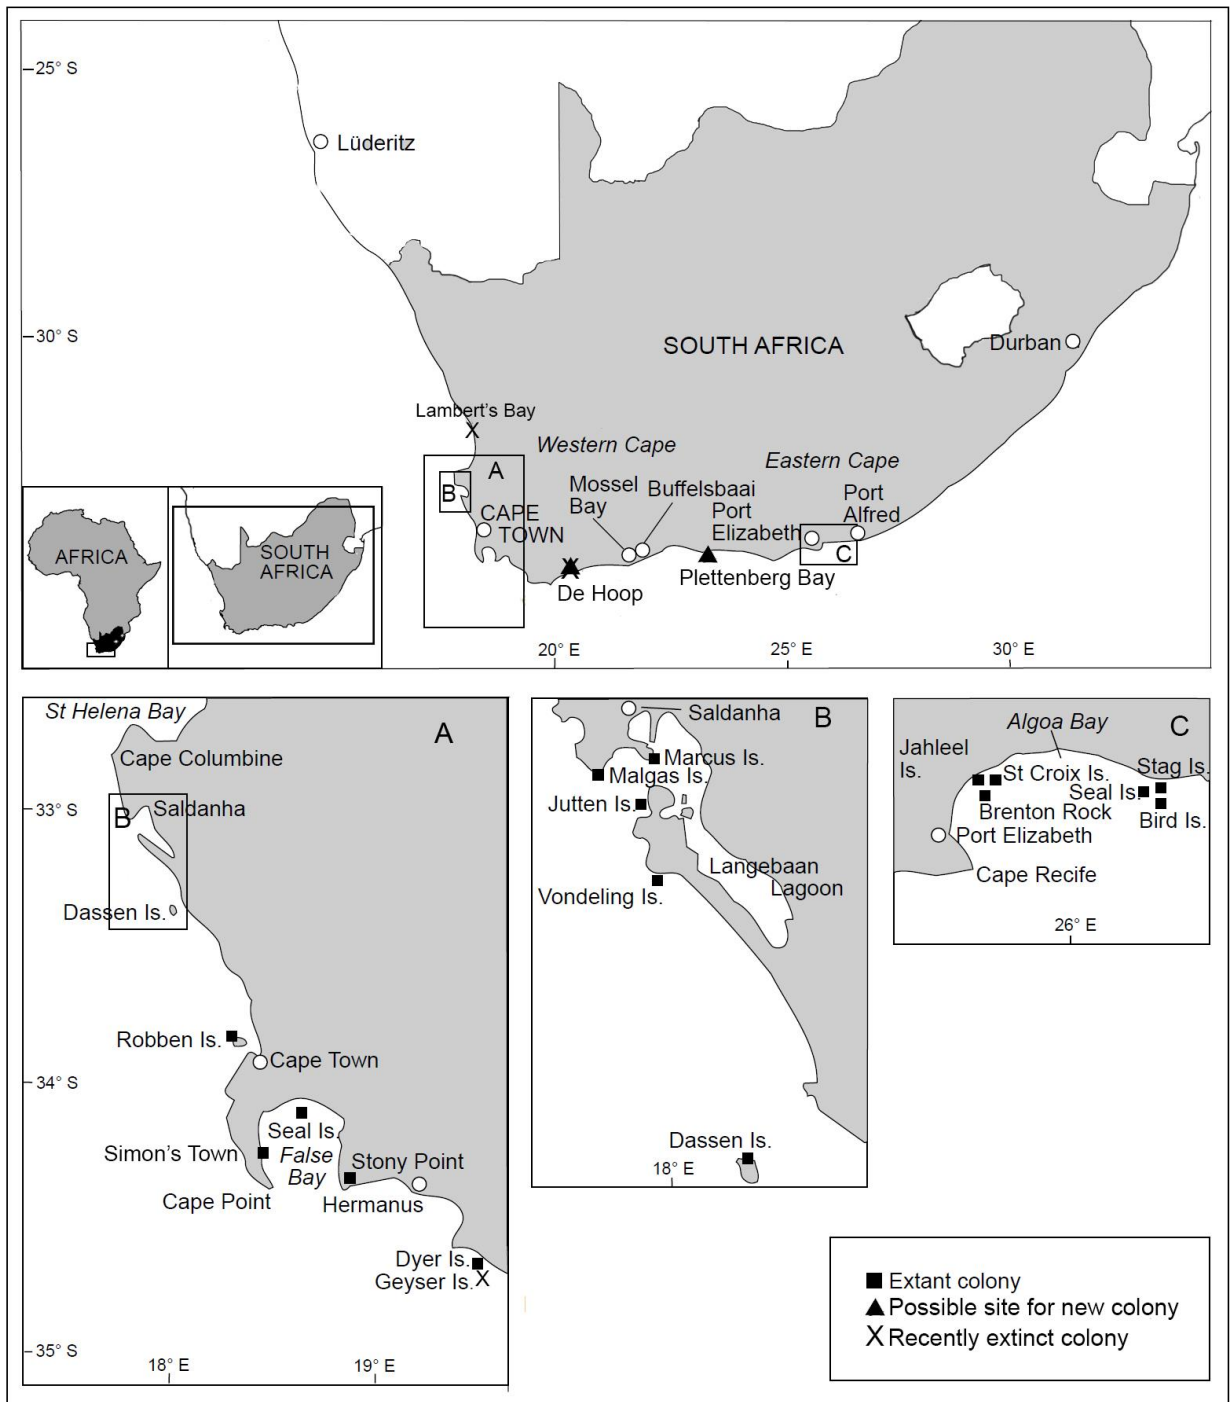 25° S
Lüderitz
30° S
SOUTH AFRICA
Durban
Lambert's Bay
Western Cape
Eastern Cape
A
B
Mossel
Bay
Buffelsbaai
Port
Elizabeth
Port
Alfred
CAPE
TOWN
C
De Hoop
Plettenberg Bay
AFRICA
SOUTH
AFRICA
20° E
25° E
30° E
St Helena Bay
A
Cape Columbine
33° S
B
Saldanha
Dassen Is.
Robben Is.
Cape Town
34° S
Seal Is.
Simon's Town
False
Bay
Stony Point
Cape Point
Hermanus
Dyer Is.
Geyser Is.
X
35° S
18° E
19° E
Saldanha
B
Marcus Is.
Malgas Is.
Jutten Is.
Langebaan
Lagoon
Vondeling Is.
Dassen Is.
18° E
Algoa Bay
C
Jahleel
Is.
St Croix Is.
Stag Is.
Seal Is.
Brenton Rock
Bird Is.
Port Elizabeth
Cape Recife
26° E
Extant colony
Possible site for new colony
X Recently extinct colony